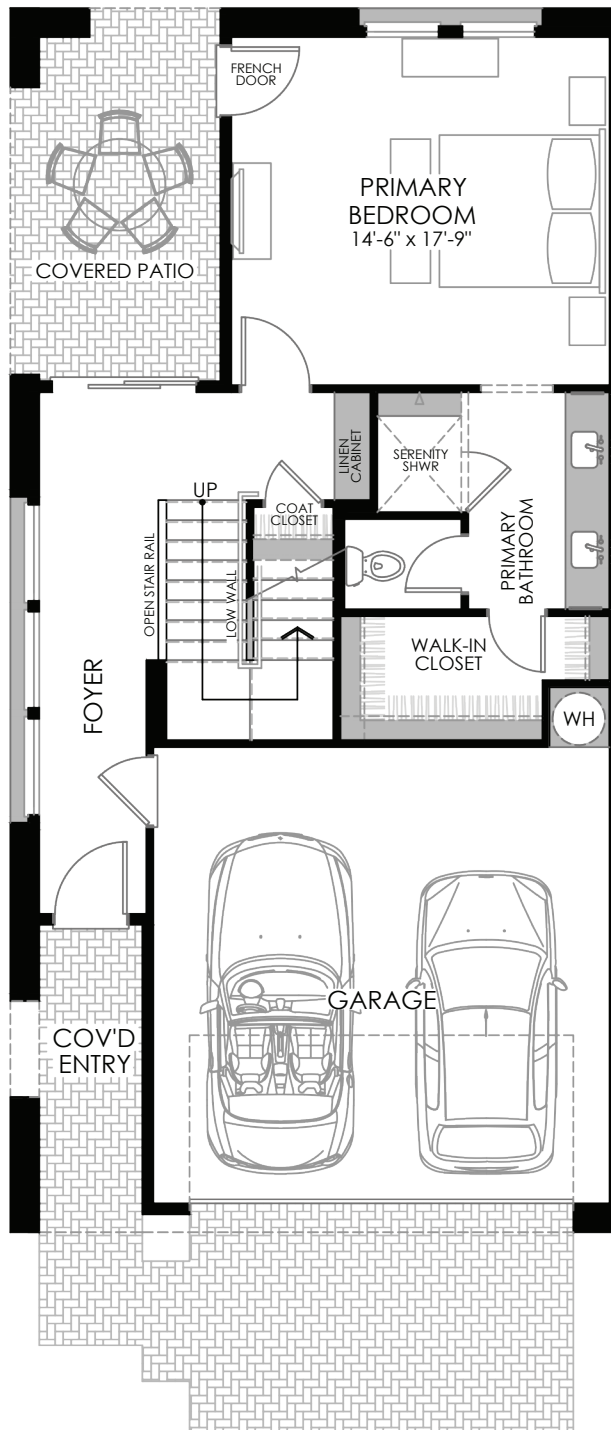 FRENCH
DOOR
PRIMARY
BEDROOM
14'-6" x 17'-9"
COVERED PATIO
LINEN
CABINET
SERENITY
SHWR
UP
COAT
CLOSET
OPEN STAIR RAIL
LOW WALL
PRIMARY
BATHROOM
WALK-IN
CLOSET
FOYER
WH
GARAGE
COV'D
ENTRY